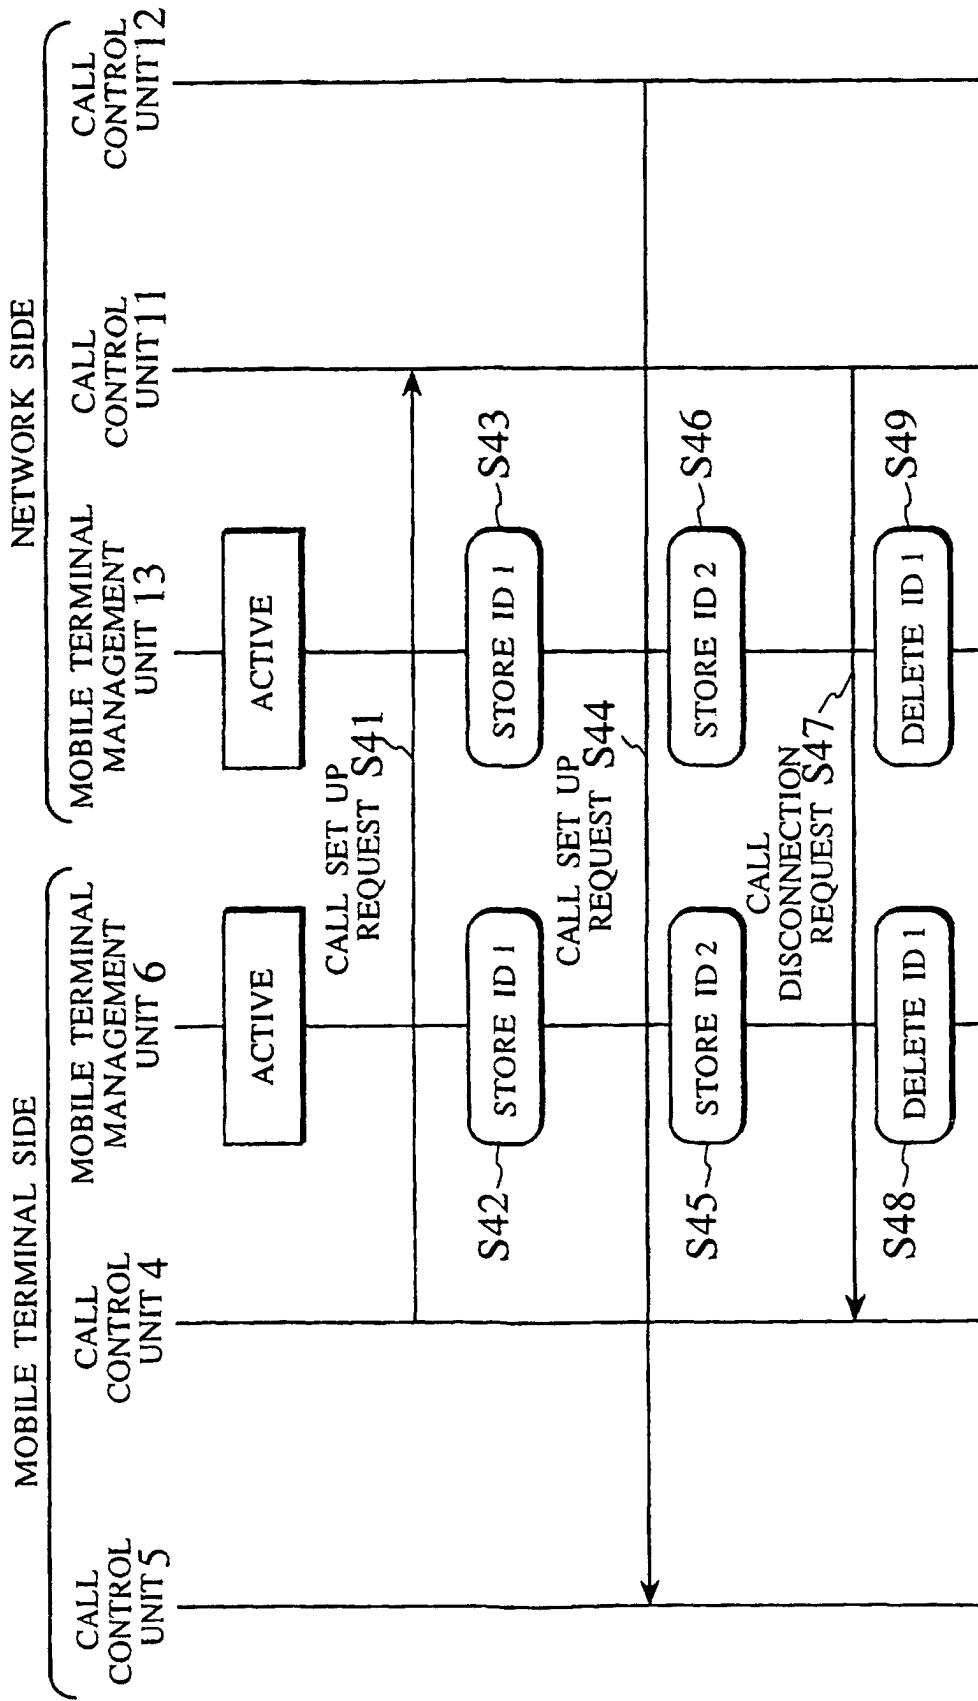 MOBILE TERMINAL SIDE
NETWORK SIDE
CALL
CONTROL
UNIT 5
CALL
CONTROL
UNIT 4
MOBILE TERMINAL
MANAGEMENT
UNIT 6
MOBILE TERMINAL
MANAGEMENT
UNIT 13
CALL
CONTROL
UNIT 11
CALL
CONTROL
UNIT 12
ACTIVE
ACTIVE
CALL SET UP
REQUEST S41
S42
STORE ID 1
STORE ID 1
S43
CALL SET UP
REQUEST S44
S45
STORE ID 2
STORE ID 2
S46
CALL
DISCONNECTION
REQUEST S47
S48
DELETE ID 1
DELETE ID 1
S49